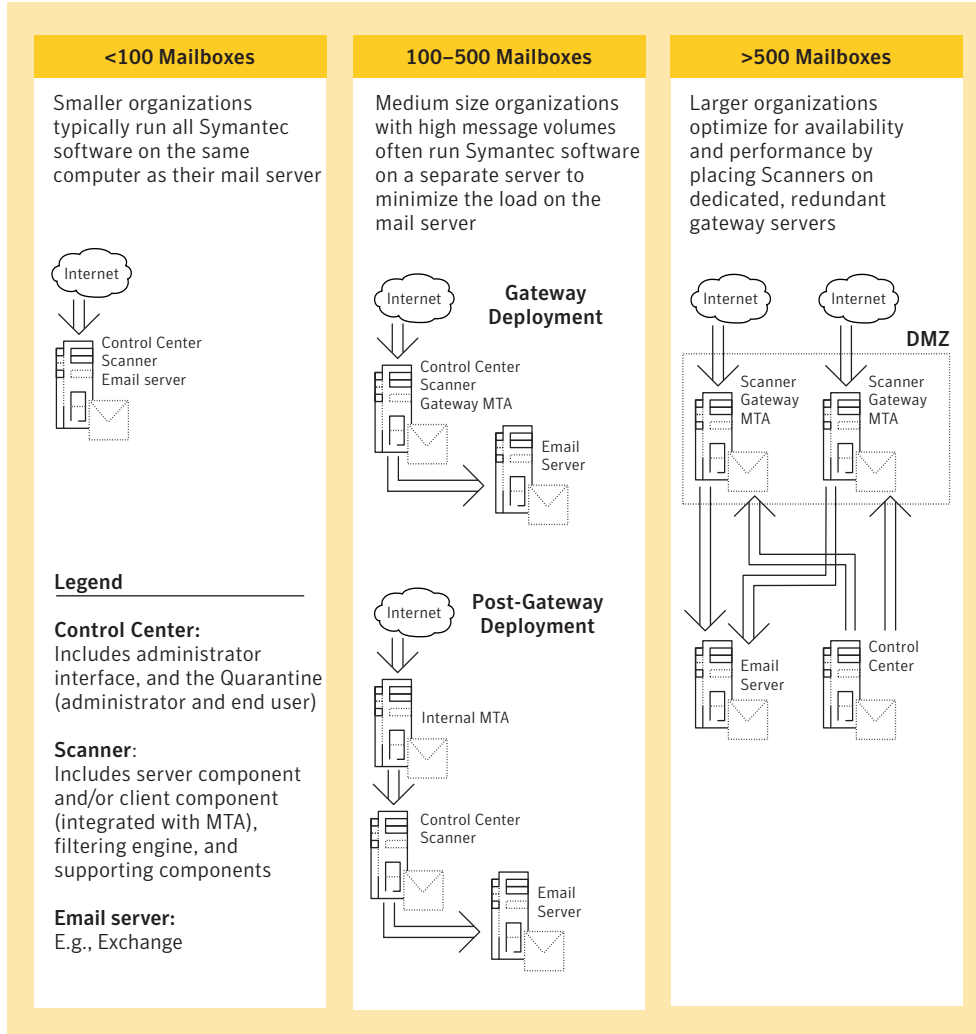 <100 Mailboxes
Smaller organizations
typically run all Symantec
software on the same
computer as their mail server
Internet
Control Center
Scanner
Email server
Legend
Control Center:
Includes administrator
interface, and the Quarantine
(administrator and end user)
Scanner:
Includes server component
and/or client component
(integrated with MTA),
filtering engine, and
supporting components
Email server:
E.g., Exchange
100–500 Mailboxes
Medium size organizations
with high message volumes
often run Symantec software
on a separate server to
minimize the load on the
mail server
Internet
Gateway
Deployment
Control Center
Scanner
Gateway MTA
Email
Server
Internet
Post-Gateway
Deployment
Internal MTA
Control Center
Scanner
Email
Server
>500 Mailboxes
Larger organizations
optimize for availability
and performance by
placing Scanners on
dedicated, redundant
gateway servers
Internet
Internet
DMZ
Scanner
Gateway
MTA
Scanner
Gateway
MTA
Email
Server
Control
Center